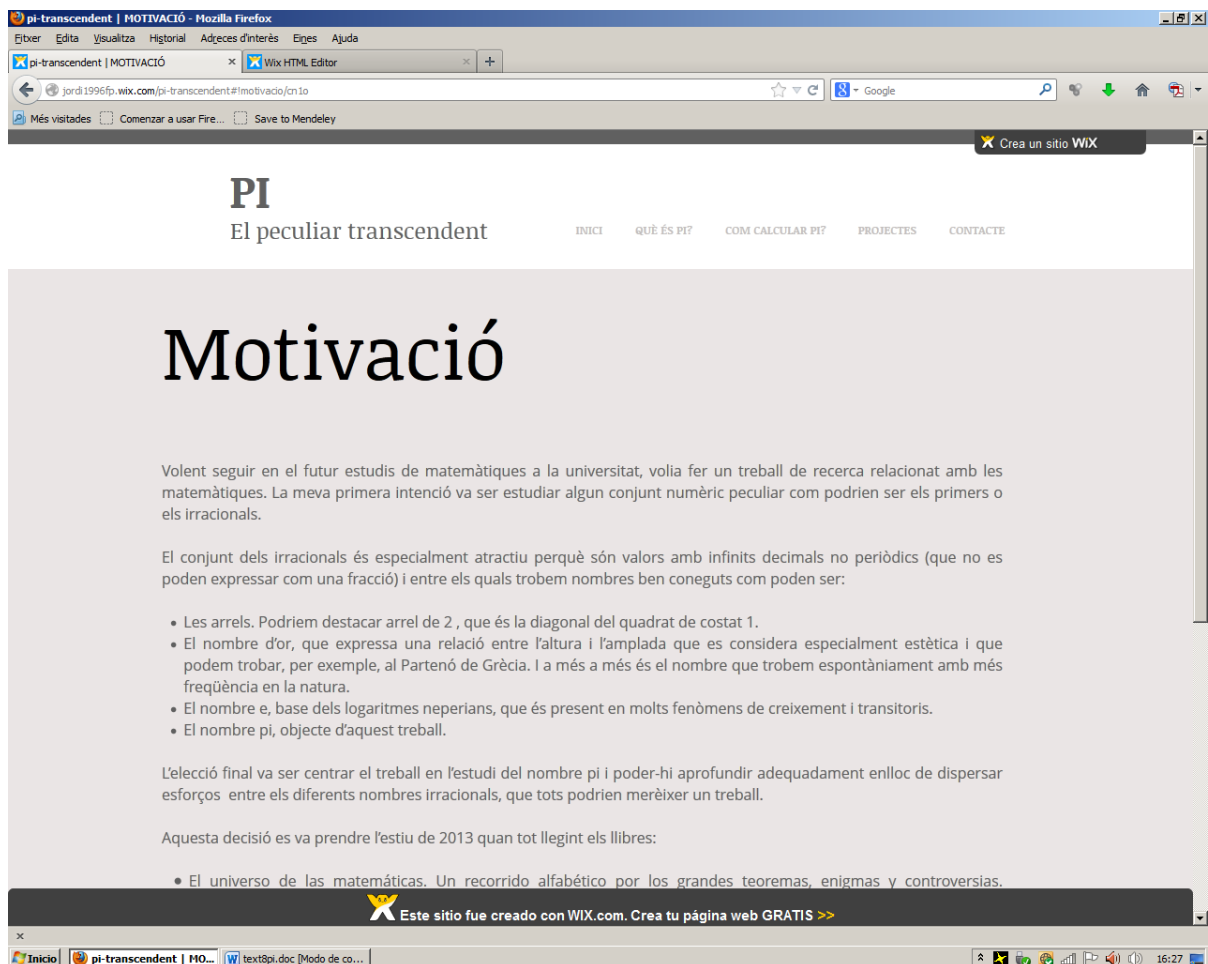 pi-transcendent | MOTIVACIÓ - Mozilla Firefox
Fitxer Edita Visualitza Historial Adreces d'interès Eines Ajuda
pi-transcendent | MOTIVACIÓ × Wix HTML Editor × +
jordi1996fp.wix.com/pi-transcendent#!motivacio/cn1o Google
Més visitades Comenzar a usar Fire... Save to Mendeley
Crea un sitio WiX
PI
El peculiar transcendent
INICI QUÈ ÉS PI? COM CALCULAR PI? PROJECTES CONTACTE
Motivació
Volent seguir en el futur estudis de matemàtiques a la universitat, volia fer un treball de recerca relacionat amb les
matemàtiques. La meva primera intenció va ser estudiar algun conjunt numèric peculiar com podrien ser els primers o
els irracionals.
El conjunt dels irracionals és especialment atractiu perquè són valors amb infinits decimals no periòdics (que no es
poden expressar com una fracció) i entre els quals trobem nombres ben coneguts com poden ser:
• Les arrels. Podriem destacar arrel de 2 , que és la diagonal del quadrat de costat 1.
• El nombre d’or, que expressa una relació entre l’altura i l’amplada que es considera especialment estètica i que
podem trobar, per exemple, al Partenó de Grècia. I a més a més és el nombre que trobem espontàniament amb més
freqüència en la natura.
• El nombre e, base dels logaritmes neperians, que és present en molts fenòmens de creixement i transitoris.
• El nombre pi, objecte d’aquest treball.
L’elecció final va ser centrar el treball en l’estudi del nombre pi i poder-hi aprofundir adequadament enlloc de dispersar
esforços entre els diferents nombres irracionals, que tots podrien merèixer un treball.
Aquesta decisió es va prendre l’estiu de 2013 quan tot llegint els llibres:
• El universo de las matemáticas. Un recorrido alfabético por los grandes teoremas, enigmas y controversias.
Este sitio fue creado con WIX.com. Crea tu página web GRATIS >>
×
Inicio pi-transcendent | MO... text8pi.doc [Modo de co... 16:27